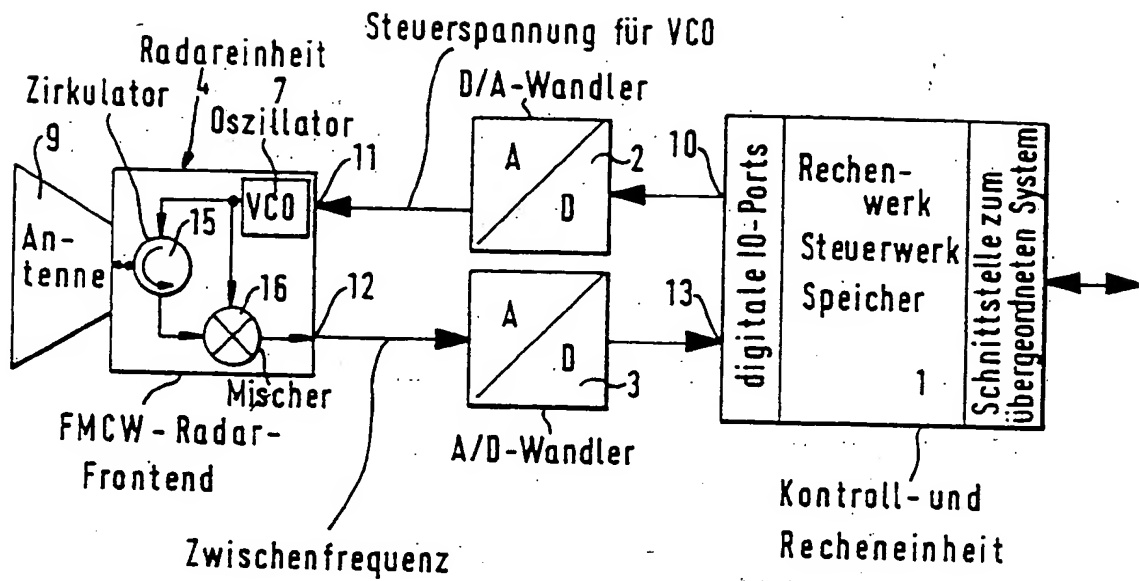 Steuerspannung für VCO
Radareinheit
4
7
D/A-Wandler
Zirkulator
Oszillator
9
11
A
2
D
10
VCO
15
An-
tenne
16
12
A
D
3
13
Mischer
digitale IO-Ports
Rechen-
werk
Steuerwerk
Speicher
1
Schnittstelle zum
übergeordneten System
FMCW-Radar-
Frontend
A/D-Wandler
Kontroll- und
Recheneinheit
Zwischenfrequenz